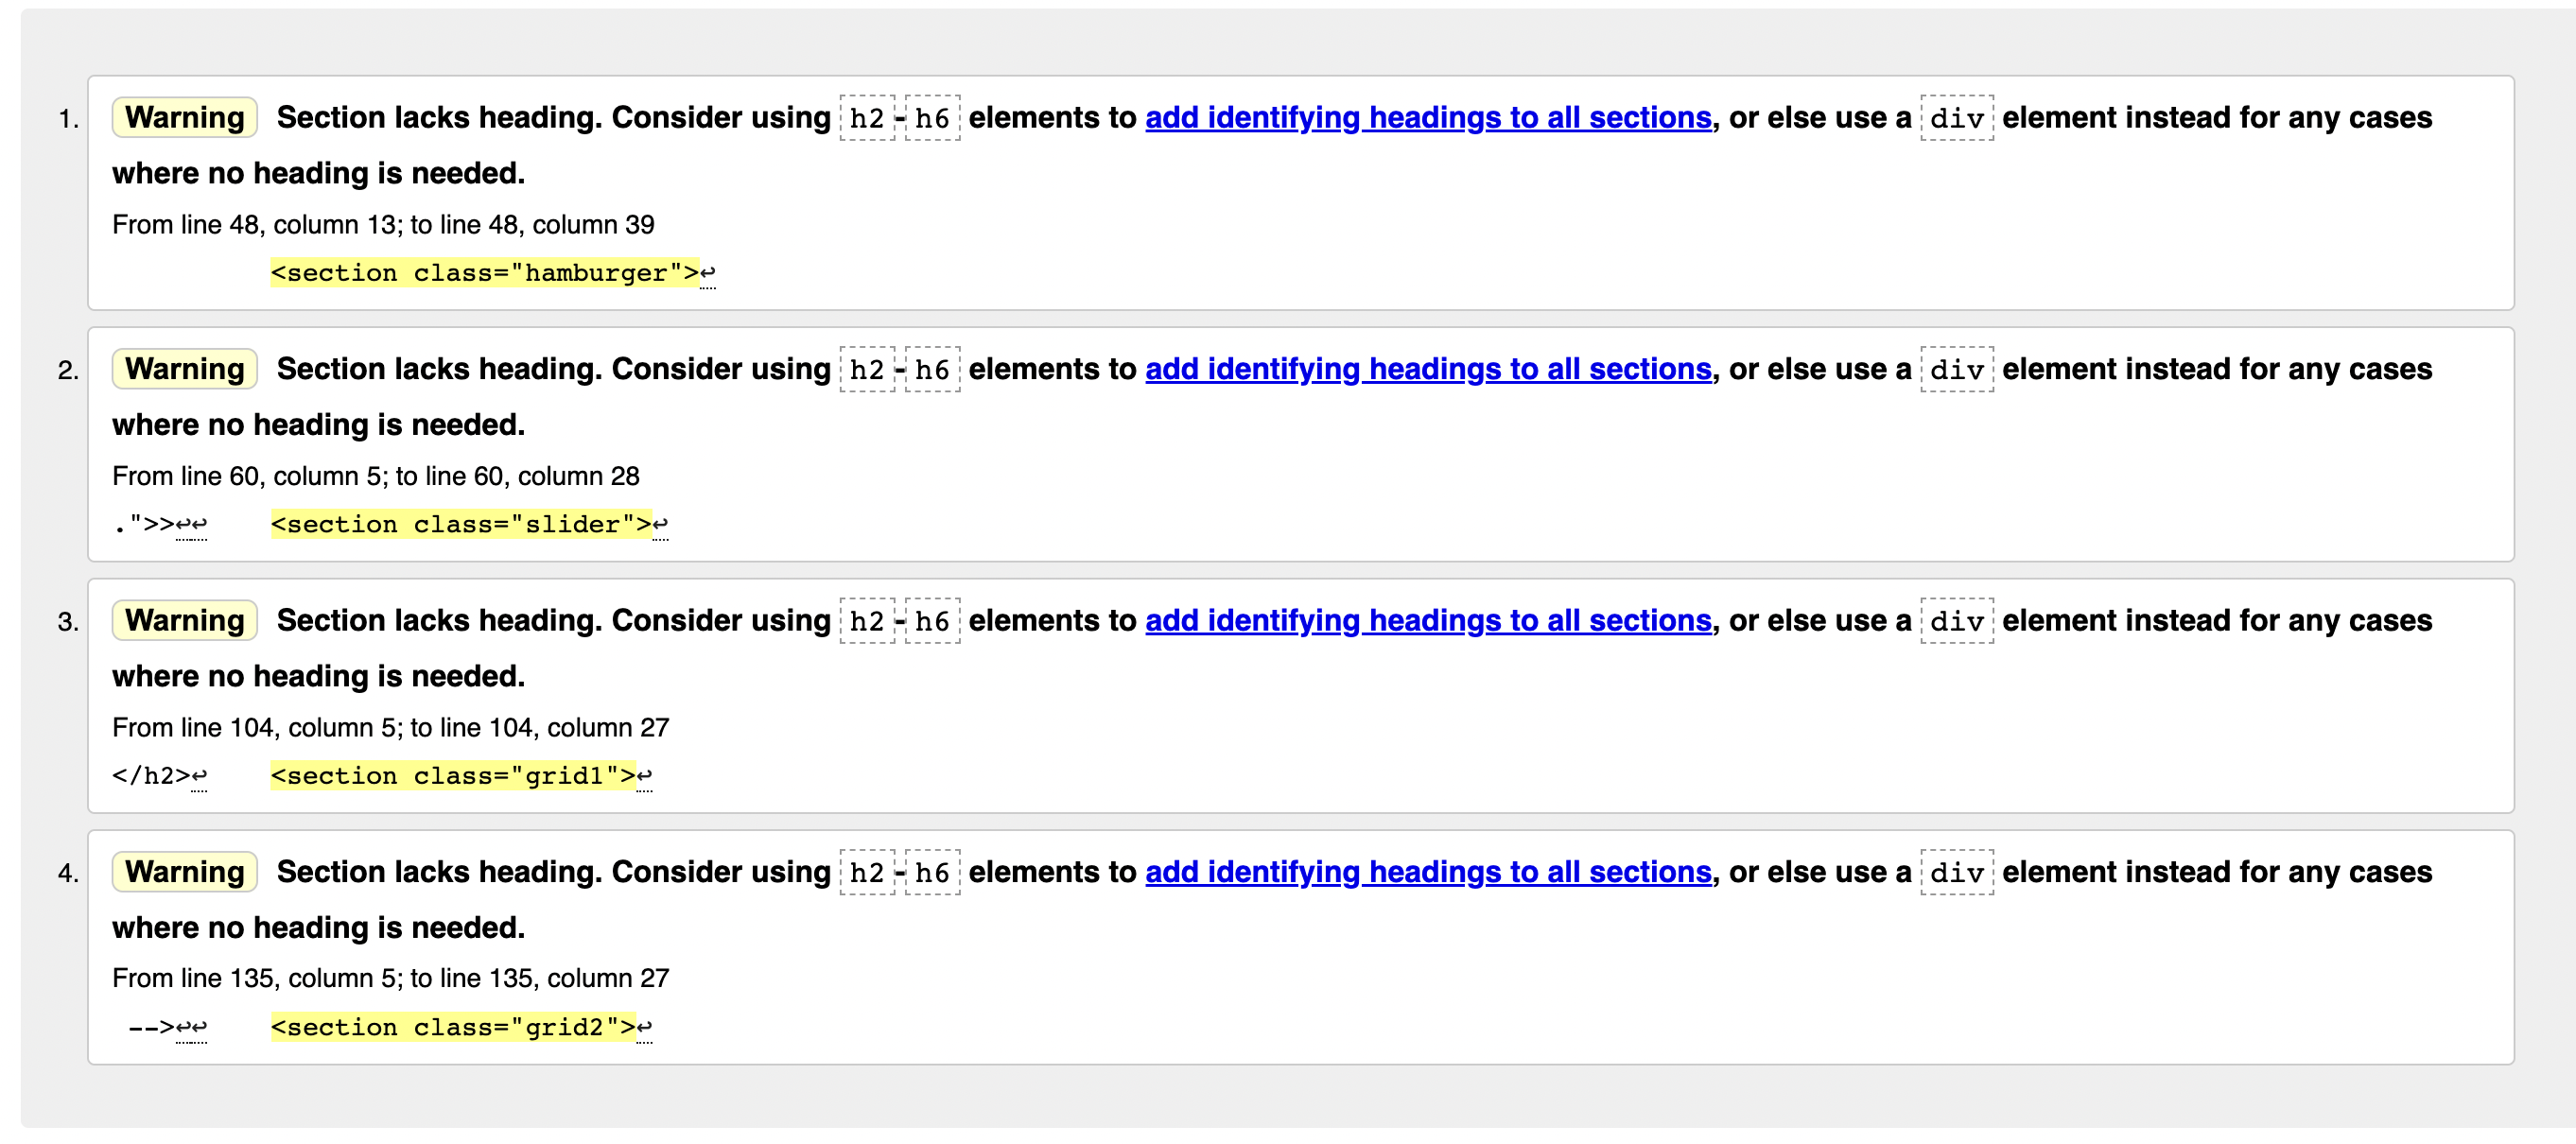 1. Warning Section lacks heading. Consider using h2-h6 elements to add identifying headings to all sections, or else use a div element instead for any cases
where no heading is needed.
From line 48, column 13; to line 48, column 39
<section class="hamburger">↩
2. Warning Section lacks heading. Consider using h2-h6 elements to add identifying headings to all sections, or else use a div element instead for any cases
where no heading is needed.
From line 60, column 5; to line 60, column 28
.">>↩↩    <section class="slider">↩
3. Warning Section lacks heading. Consider using h2-h6 elements to add identifying headings to all sections, or else use a div element instead for any cases
where no heading is needed.
From line 104, column 5; to line 104, column 27
</h2>↩    <section class="grid1">↩
4. Warning Section lacks heading. Consider using h2-h6 elements to add identifying headings to all sections, or else use a div element instead for any cases
where no heading is needed.
From line 135, column 5; to line 135, column 27
-->↩↩    <section class="grid2">↩